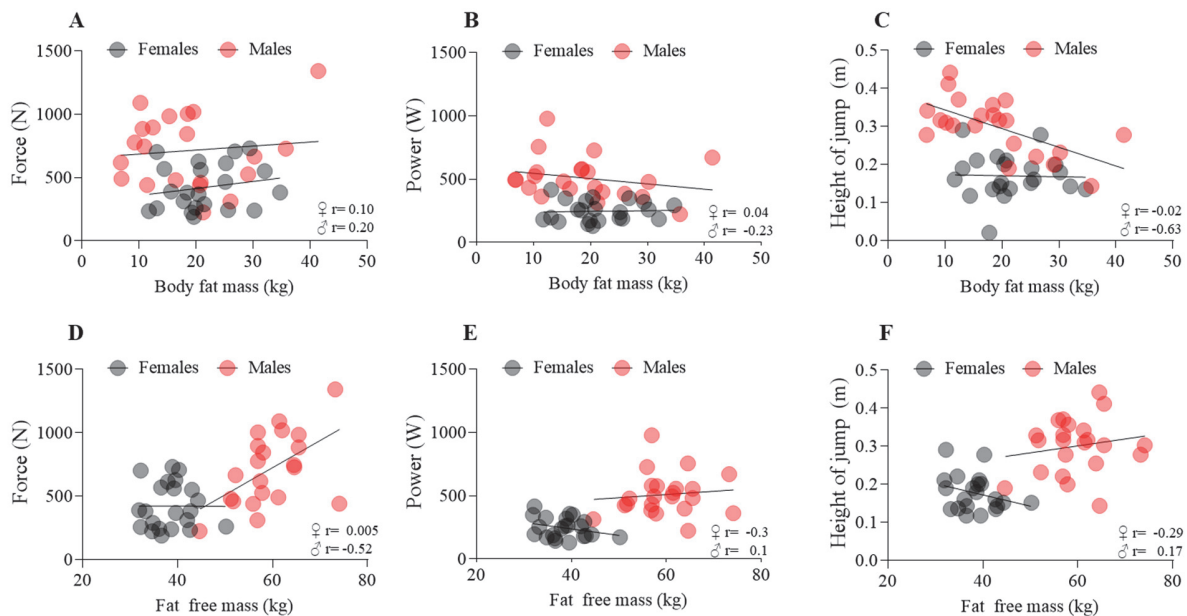 A
Females Males
Force (N)
1500
1000
500
0
0 10 20 30 40 50
Body fat mass (kg)
♀ r= 0.10
♂ r= 0.20
B
Females Males
Power (W)
1500
1000
500
0
0 10 20 30 40 50
Body fat mass (kg)
♀ r= 0.04
♂ r= -0.23
C
Females Males
Height of jump (m)
0.5
0.4
0.3
0.2
0.1
0.0
0 10 20 30 40 50
Body fat mass (kg)
♀ r= -0.02
♂ r= -0.63
D
Females Males
Force (N)
1500
1000
500
0
20 40 60 80
Fat free mass (kg)
♀ r= 0.005
♂ r= -0.52
E
Females Males
Power (W)
1500
1000
500
0
20 40 60 80
Fat free mass (kg)
♀ r= -0.3
♂ r= 0.1
F
Females Males
Height of jump (m)
0.5
0.4
0.3
0.2
0.1
0.0
20 40 60 80
Fat free mass (kg)
♀ r= -0.29
♂ r= 0.17